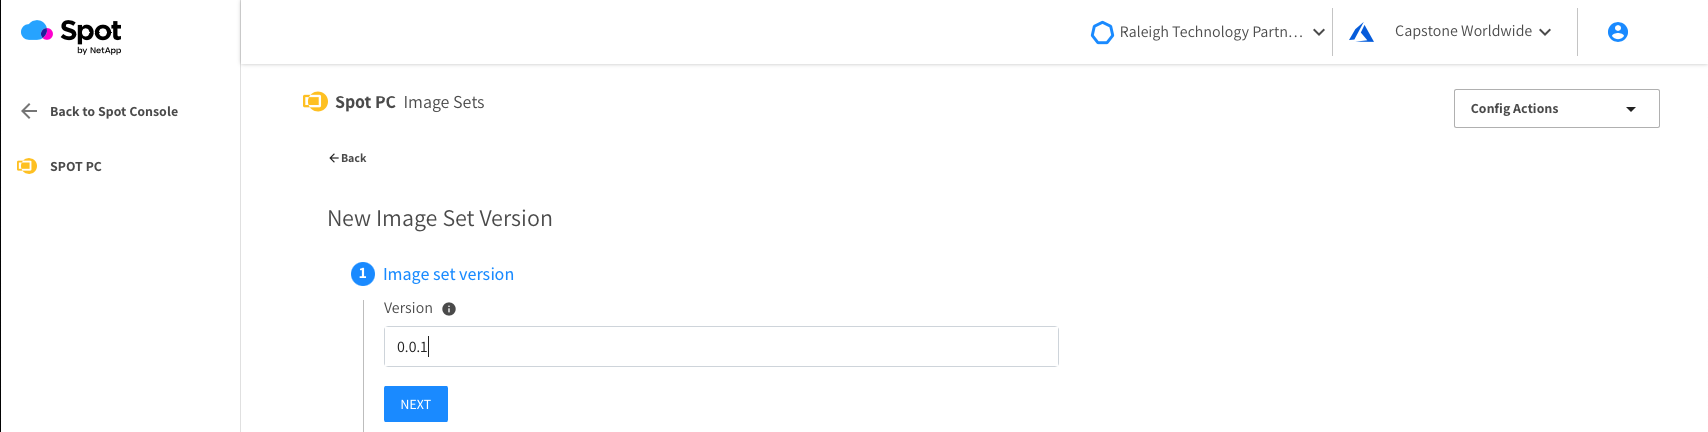 Spot
by NetApp
Raleigh Technology Partn...
Capstone Worldwide
Back to Spot Console
SPOT PC
Spot PC Image Sets
Config Actions
Back
New Image Set Version
1 Image set version
Version
0.0.1
NEXT